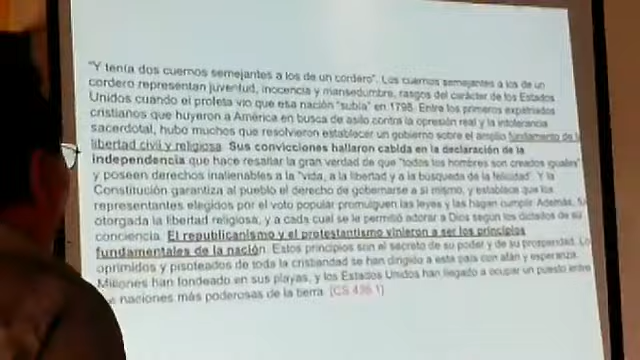 "Y tenía dos cuernos semejantes a los de un cordero". Los cuernos semejantes a los de un
cordero representan juventud, inocencia y mansedumbre, rasgos del carácter de los Estados
Unidos cuando el profeta vio que esa nación "subía" en 1798. Entre los primeros expatriados
cristianos que huyeron a América en busca de asilo contra la opresión real y la intolerancia
sacerdotal, hubo muchos que resolvieron establecer un gobierno sobre el amplio fundamento de
libertad civil y religiosa. Sus convicciones hallaron cabida en la declaración de la
independencia que hace resaltar la gran verdad de que "todos los hombres son creados iguales"
y poseen derechos inalienables a la "vida, a la libertad y a la búsqueda de la felicidad". Y la
Constitución garantiza al pueblo el derecho de gobernarse a sí mismo, y establece que los
representantes elegidos por el voto popular promulguen las leyes y las hagan cumplir. Además, fu
otorgada la libertad religiosa, y a cada cual se le permitió adorar a Dios según los dictados de su
conciencia. El republicanismo y el protestantismo vinieron a ser los principios
fundamentales de la nación. Estos principios son el secreto de su poder y de su prosperidad. Lo
oprimidos y pisoteados de toda la cristiandad se han dirigido a este país con afán y esperanza.
Millones han fondeado en sus playas, y los Estados Unidos han llegado a ocupar un puesto entre
naciones más poderosas de la tierra. [CS 436.1]